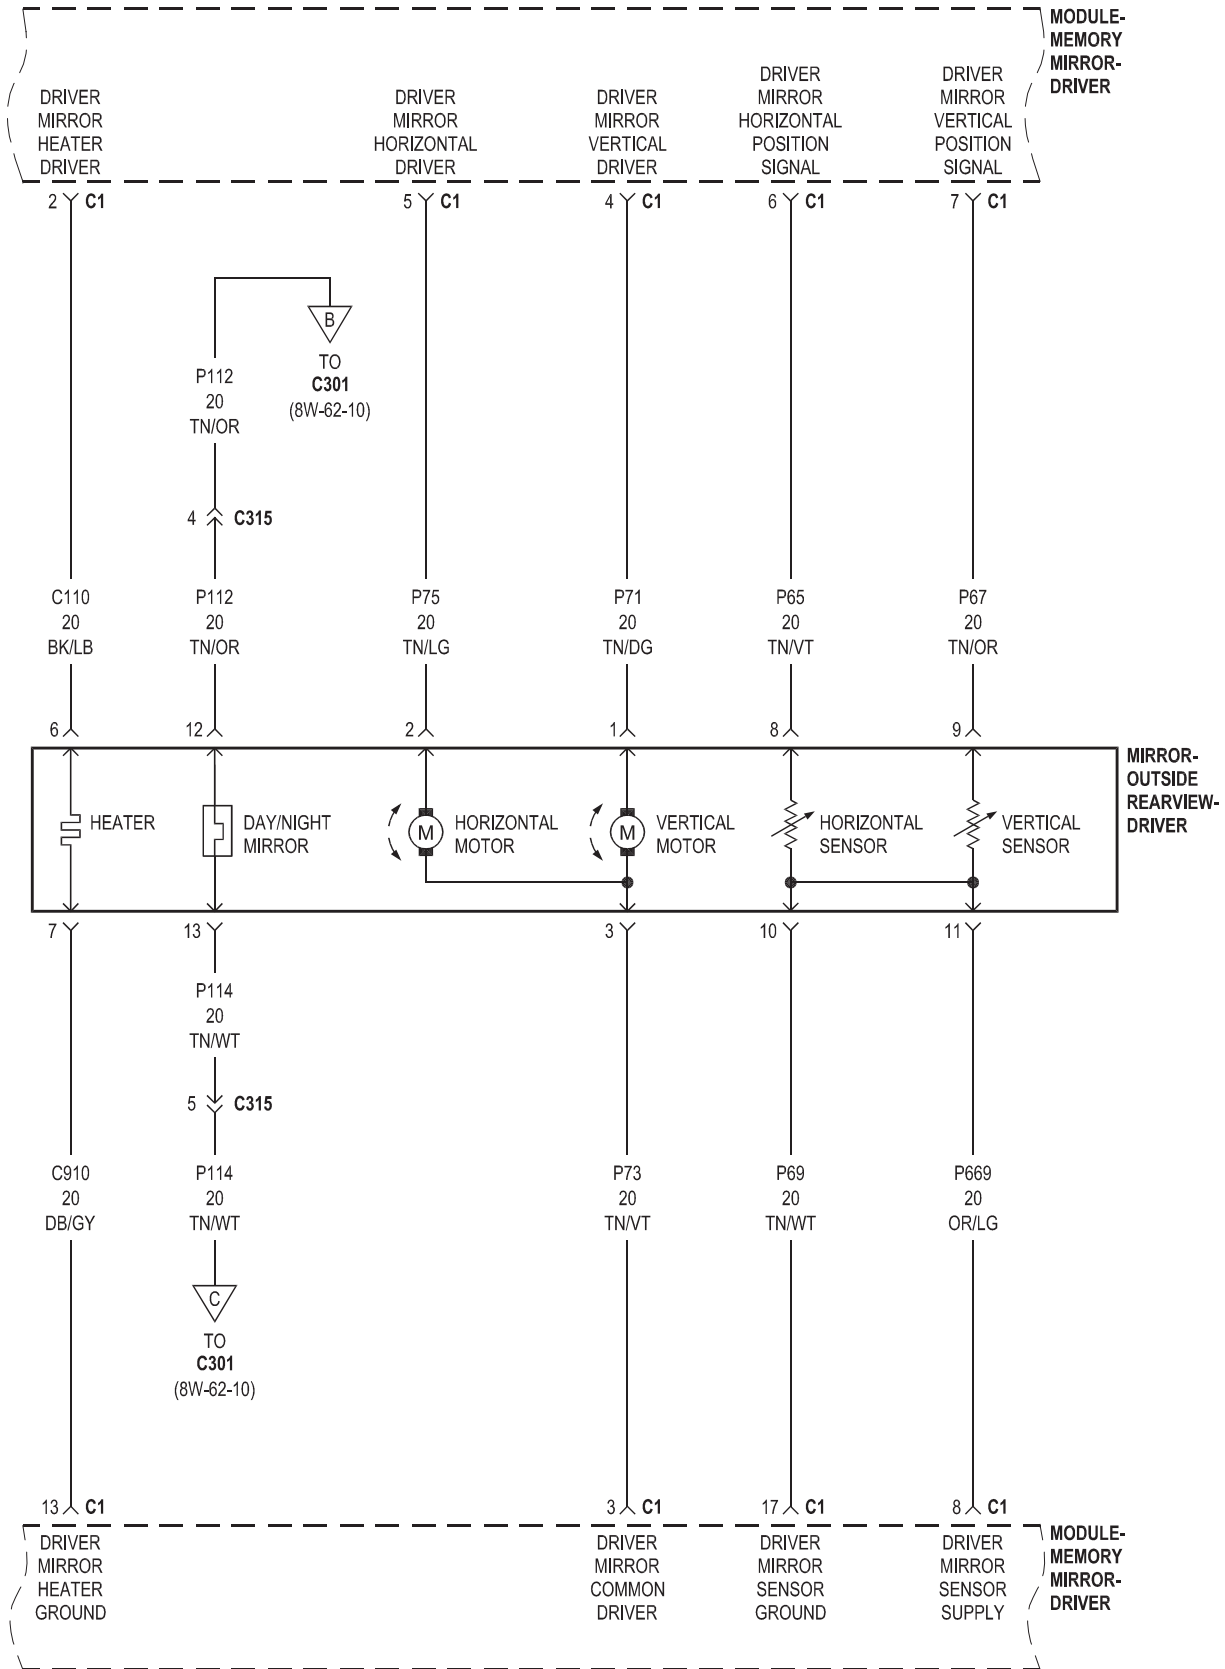 MODULE-
MEMORY
MIRROR-
DRIVER
DRIVER
MIRROR
HEATER
DRIVER
DRIVER
MIRROR
HORIZONTAL
DRIVER
DRIVER
MIRROR
VERTICAL
DRIVER
DRIVER
MIRROR
HORIZONTAL
POSITION
SIGNAL
DRIVER
MIRROR
VERTICAL
POSITION
SIGNAL
2 C1
5 C1
4 C1
6 C1
7 C1
B
TO
C301
(8W-62-10)
P112
20
TN/OR
4 C315
C110
20
BK/LB
P112
20
TN/OR
P75
20
TN/LG
P71
20
TN/DG
P65
20
TN/VT
P67
20
TN/OR
6
12
2
1
8
9
MIRROR-
OUTSIDE
REARVIEW-
DRIVER
HEATER
DAY/NIGHT
MIRROR
M
HORIZONTAL
MOTOR
M
VERTICAL
MOTOR
HORIZONTAL
SENSOR
VERTICAL
SENSOR
7
13
3
10
11
P114
20
TN/WT
5 C315
C910
20
DB/GY
P114
20
TN/WT
P73
20
TN/VT
P69
20
TN/WT
P669
20
OR/LG
C
TO
C301
(8W-62-10)
13 C1
3 C1
17 C1
8 C1
DRIVER
MIRROR
HEATER
GROUND
DRIVER
MIRROR
COMMON
DRIVER
DRIVER
MIRROR
SENSOR
GROUND
DRIVER
MIRROR
SENSOR
SUPPLY
MODULE-
MEMORY
MIRROR-
DRIVER